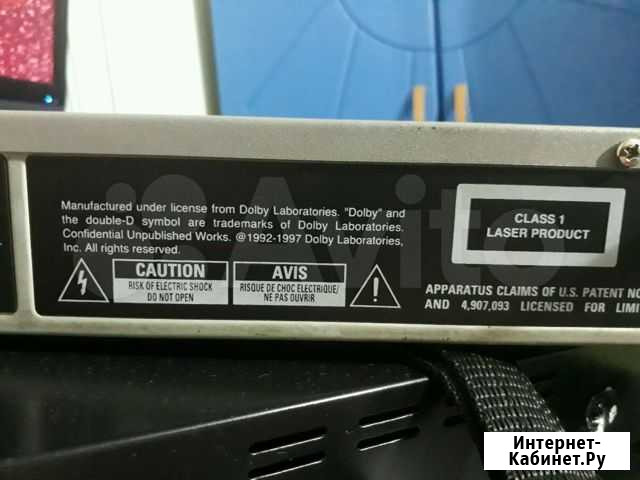 Manufactured under license from Dolby Laboratories. "Dolby" and
the double-D symbol are trademarks of Dolby Laboratories.
Confidential Unpublished Works. @1992-1997 Dolby Laboratories,
Inc. All rights reserved.
CLASS 1
LASER PRODUCT
CAUTION
RISK OF ELECTRIC SHOCK
DO NOT OPEN
AVIS
RISQUE DE CHOC ELECTRIQUE/
NE PAS OUVRIR
APPARATUS CLAIMS OF U.S. PATENT NO
AND 4,907,093 LICENSED FOR LIMI
Avito
Интернет-
Кабинет.Ру